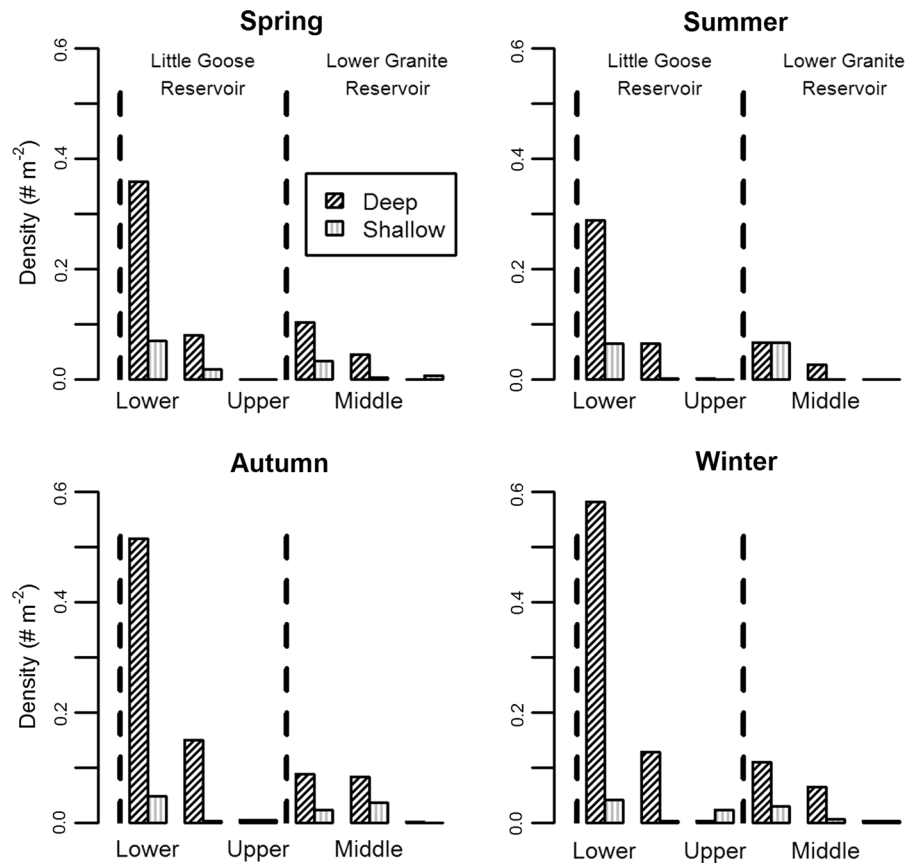 Spring
Little Goose
Reservoir
Lower Granite
Reservoir
Deep
Shallow
Density (# m⁻²)
0.0 0.2 0.4 0.6
Lower Upper Middle
Summer
Little Goose
Reservoir
Lower Granite
Reservoir
0.0 0.2 0.4 0.6
Lower Upper Middle
Autumn
Density (# m⁻²)
0.0 0.2 0.4 0.6
Lower Upper Middle
Winter
0.0 0.2 0.4 0.6
Lower Upper Middle